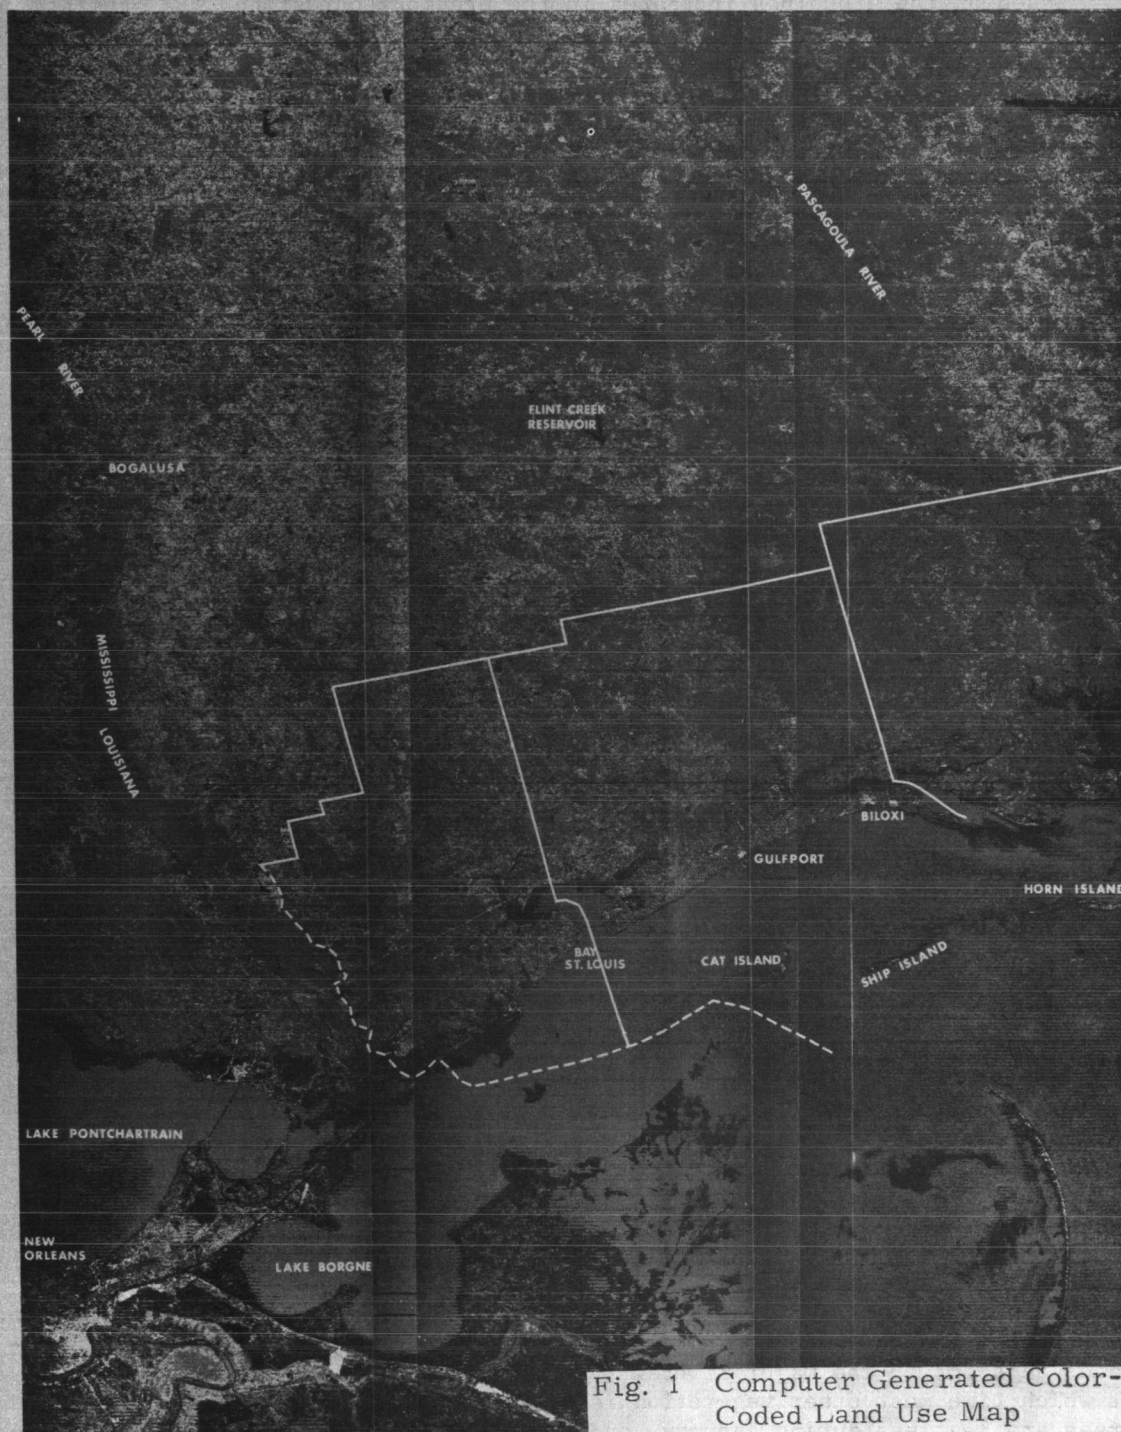 PASCAGOULA RIVER
PEARL RIVER
FLINT CREEK
RESERVOIR
BOGALUSA
MISSISSIPPI
LOUISIANA
BILOXI
GULFPORT
HORN ISLAND
BAY
ST. LOUIS
CAT ISLAND
SHIP ISLAND
LAKE PONTCHARTRAIN
NEW
ORLEANS
LAKE BORGNE
Fig. 1 Computer Generated Color-
Coded Land Use Map